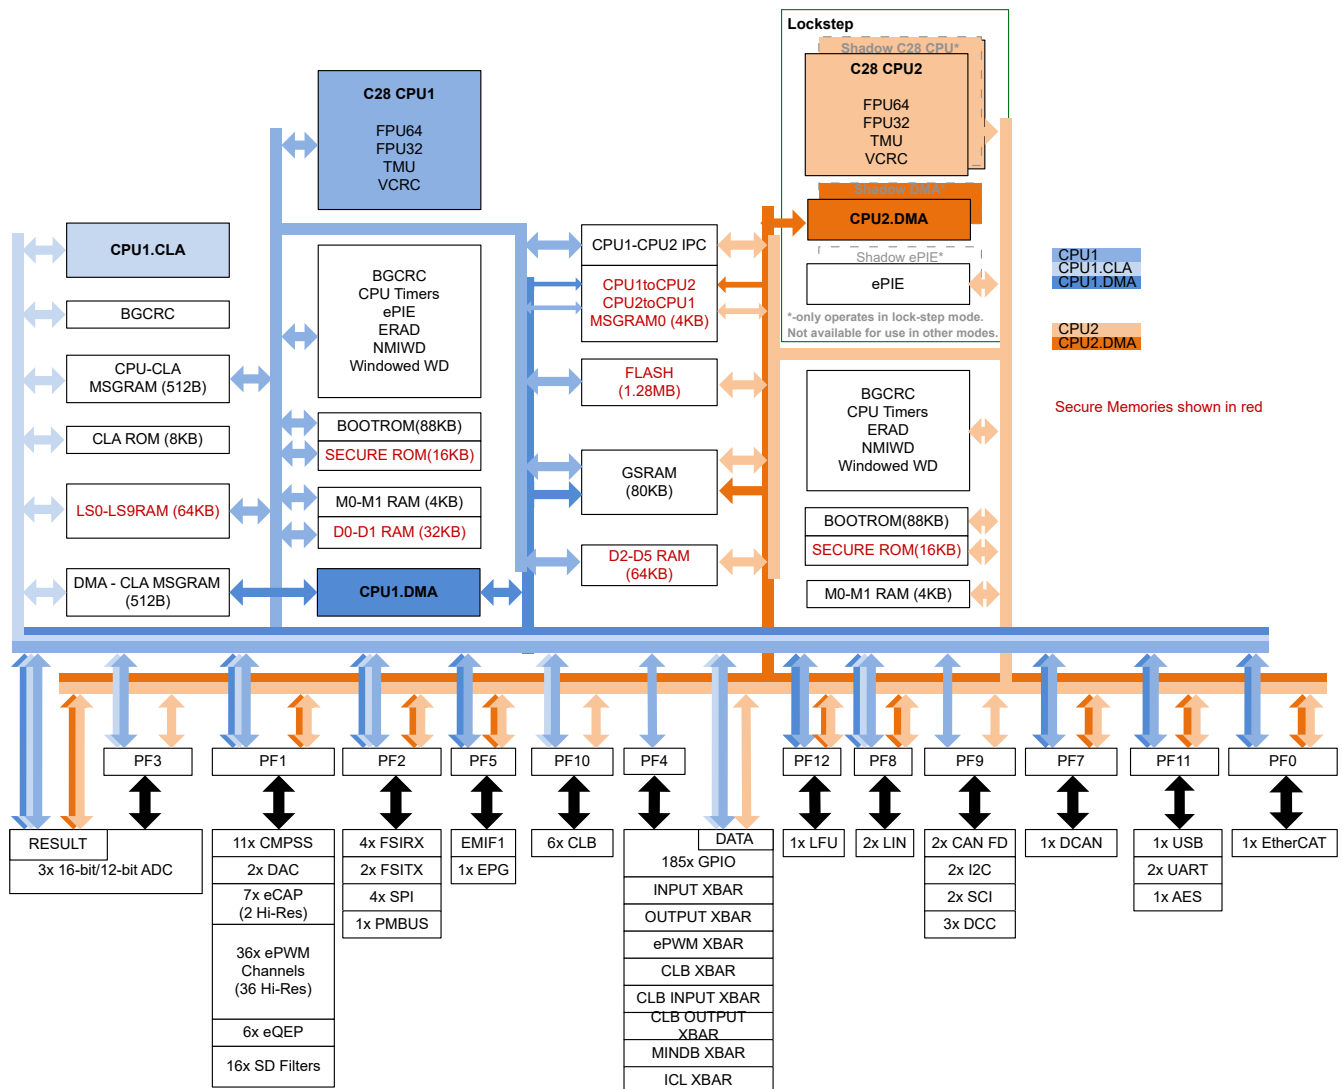 Lockstep
Shadow C28 CPU*
C28 CPU2
FPU64
FPU32
TMU
VCRC
Shadow DMA*
CPU2.DMA
Shadow ePIE*
ePIE
*-only operates in lock-step mode.
Not available for use in other modes.
C28 CPU1
FPU64
FPU32
TMU
VCRC
CPU1.CLA
BGCRC
CPU-CLA
MSGRAM (512B)
CLA ROM (8KB)
LS0-LS9RAM (64KB)
DMA - CLA MSGRAM
(512B)
BGCRC
CPU Timers
ePIE
ERAD
NMIWD
Windowed WD
BOOTROM(88KB)
SECURE ROM(16KB)
M0-M1 RAM (4KB)
D0-D1 RAM (32KB)
CPU1.DMA
CPU1-CPU2 IPC
CPU1toCPU2
CPU2toCPU1
MSGRAM0 (4KB)
FLASH
(1.28MB)
GSRAM
(80KB)
D2-D5 RAM
(64KB)
BGCRC
CPU Timers
ERAD
NMIWD
Windowed WD
BOOTROM(88KB)
SECURE ROM(16KB)
M0-M1 RAM (4KB)
CPU1
CPU1.CLA
CPU1.DMA
CPU2
CPU2.DMA
Secure Memories shown in red
PF3
PF1
PF2
PF5
PF10
PF4
PF12
PF8
PF9
PF7
PF11
PF0
RESULT
3x 16-bit/12-bit ADC
11x CMPSS
2x DAC
7x eCAP
(2 Hi-Res)
36x ePWM
Channels
(36 Hi-Res)
6x eQEP
16x SD Filters
4x FSIRX
2x FSITX
4x SPI
1x PMBUS
EMIF1
1x EPG
6x CLB
DATA
185x GPIO
INPUT XBAR
OUTPUT XBAR
ePWM XBAR
CLB XBAR
CLB INPUT XBAR
CLB OUTPUT
XBAR
MINDB XBAR
ICL XBAR
1x LFU
2x LIN
2x CAN FD
2x I2C
2x SCI
3x DCC
1x DCAN
1x USB
2x UART
1x AES
1x EtherCAT